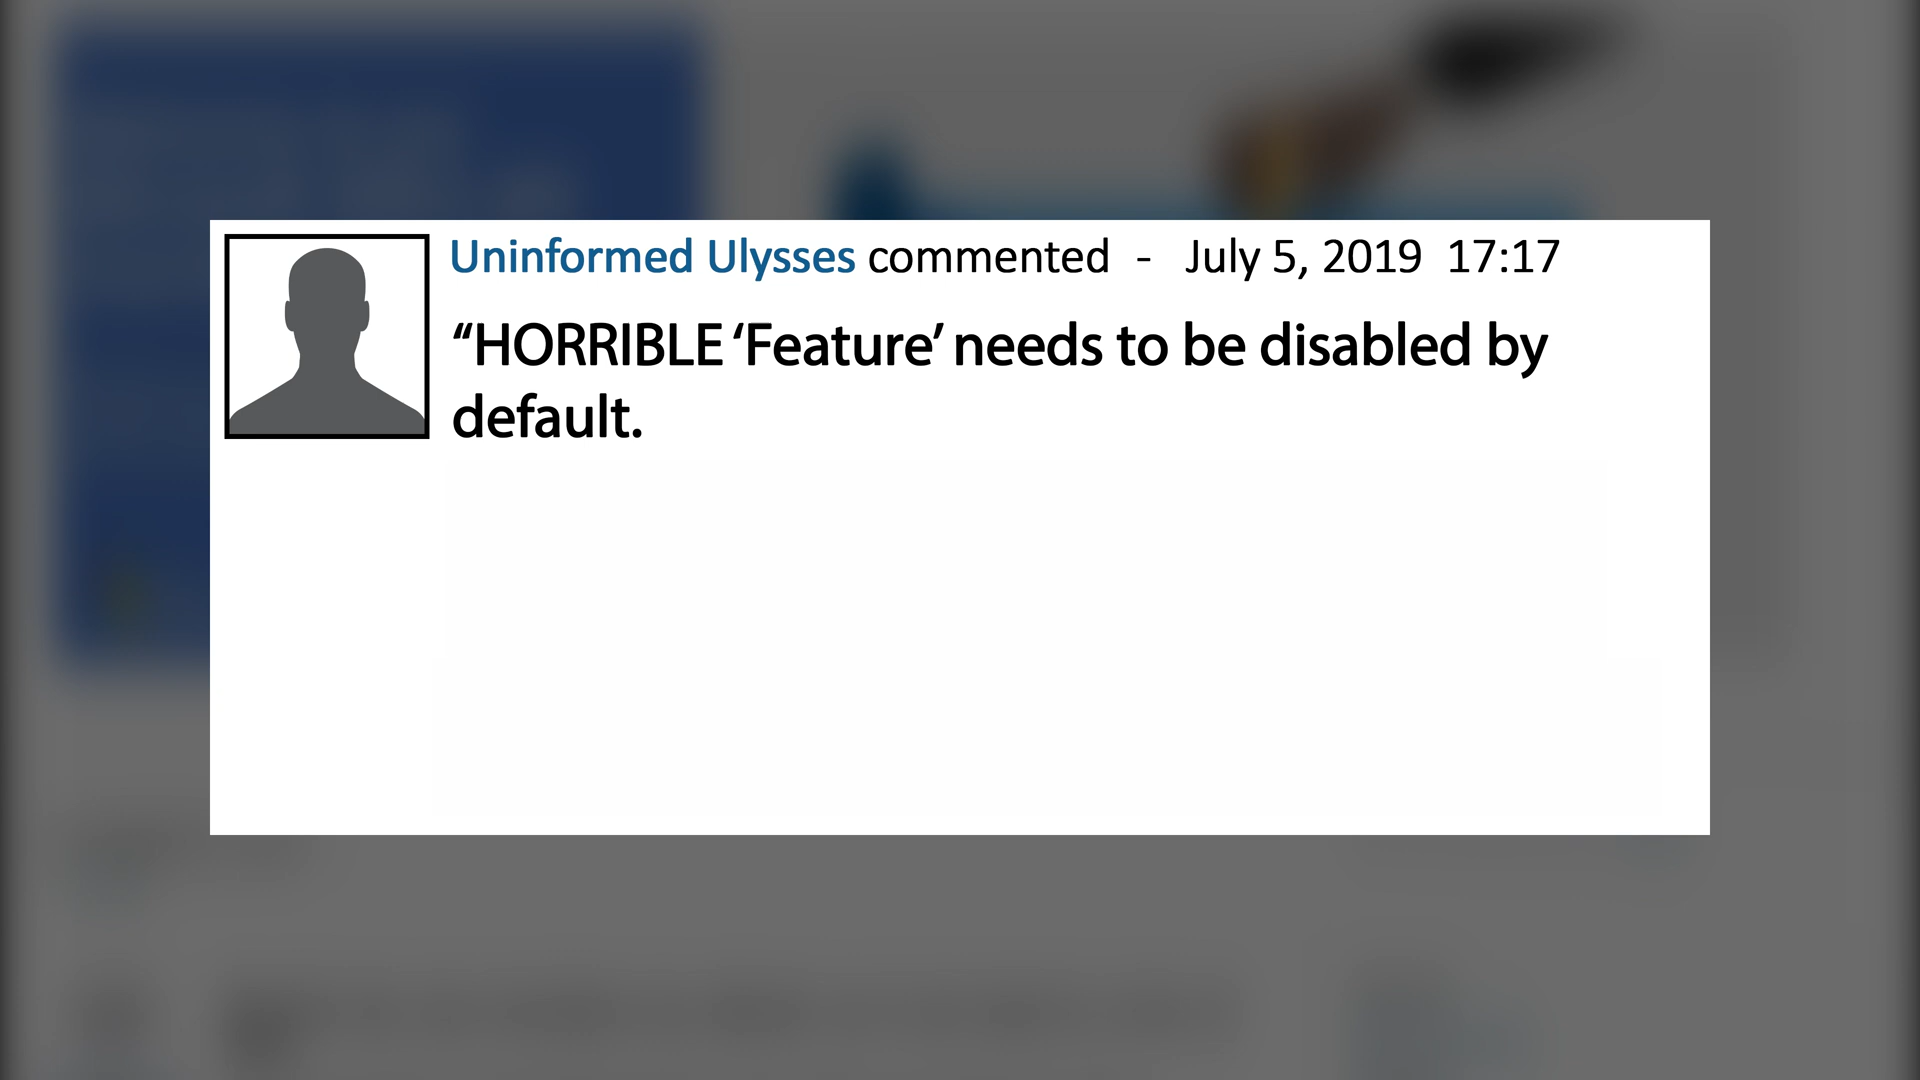 Uninformed Ulysses commented - July 5, 2019 17:17
“HORRIBLE ‘Feature’ needs to be disabled by
default.